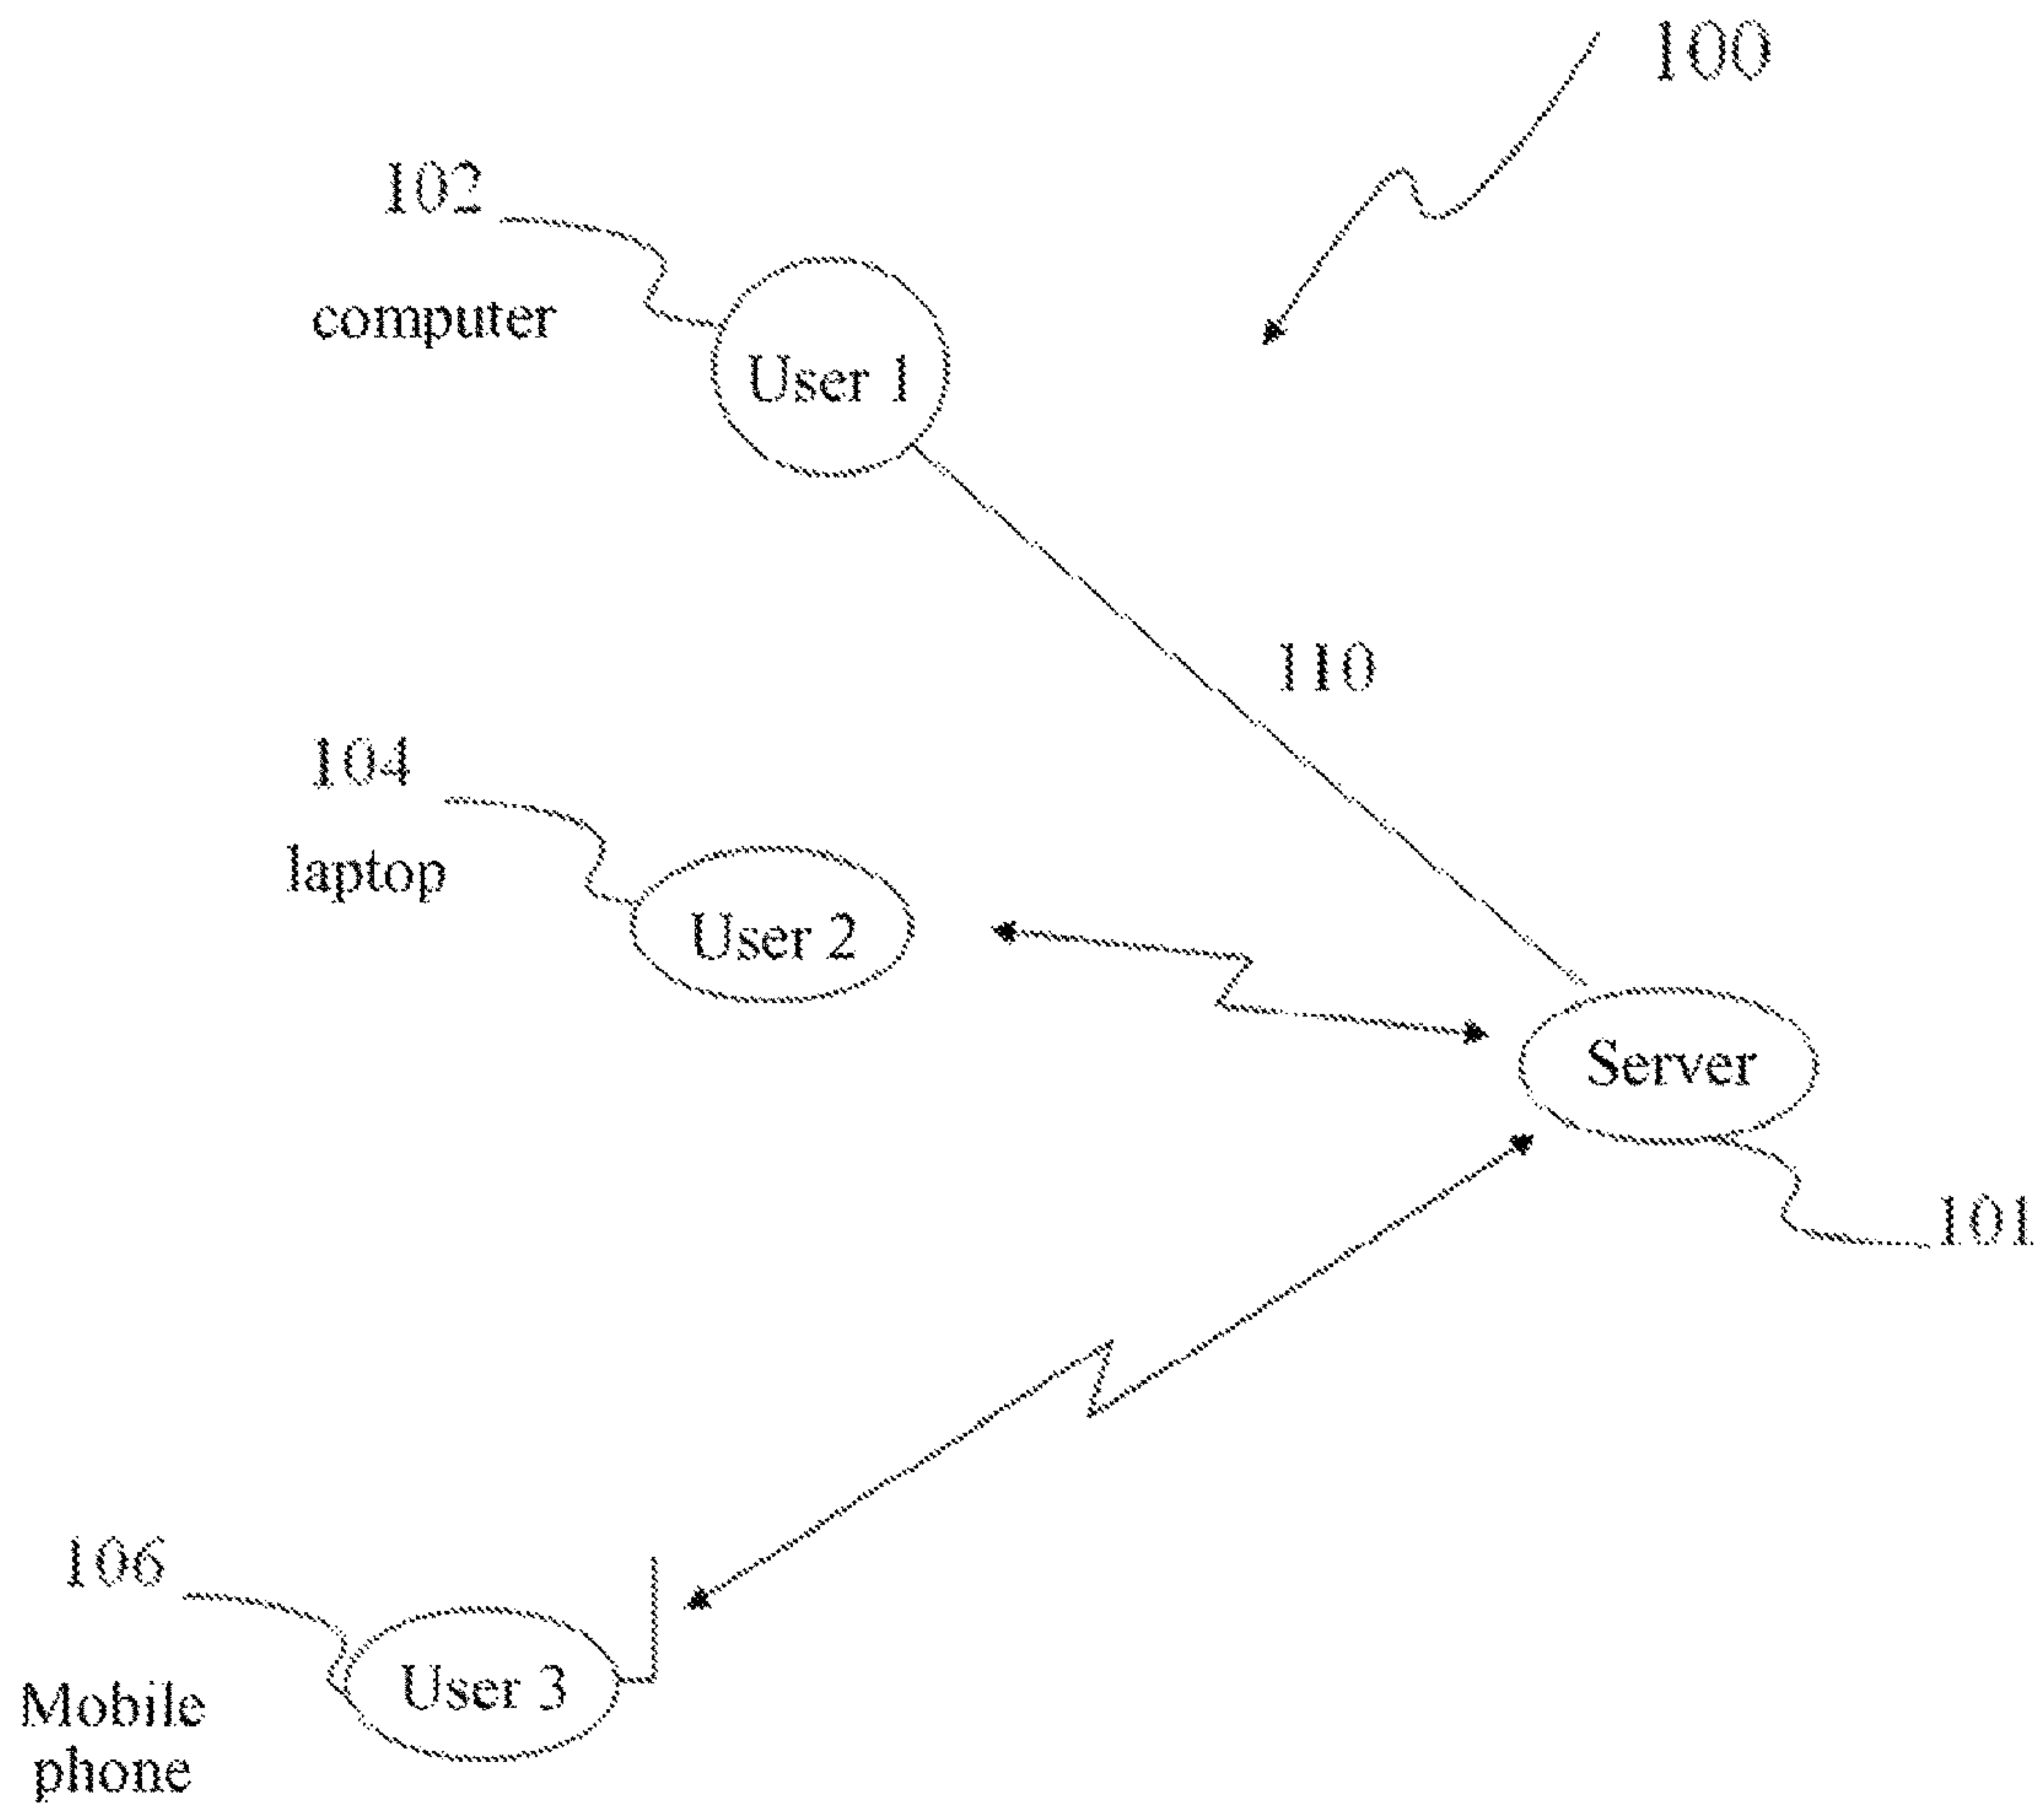 100
102
computer
User 1
110
104
laptop
User 2
Server
101
106
User 3
Mobile
phone